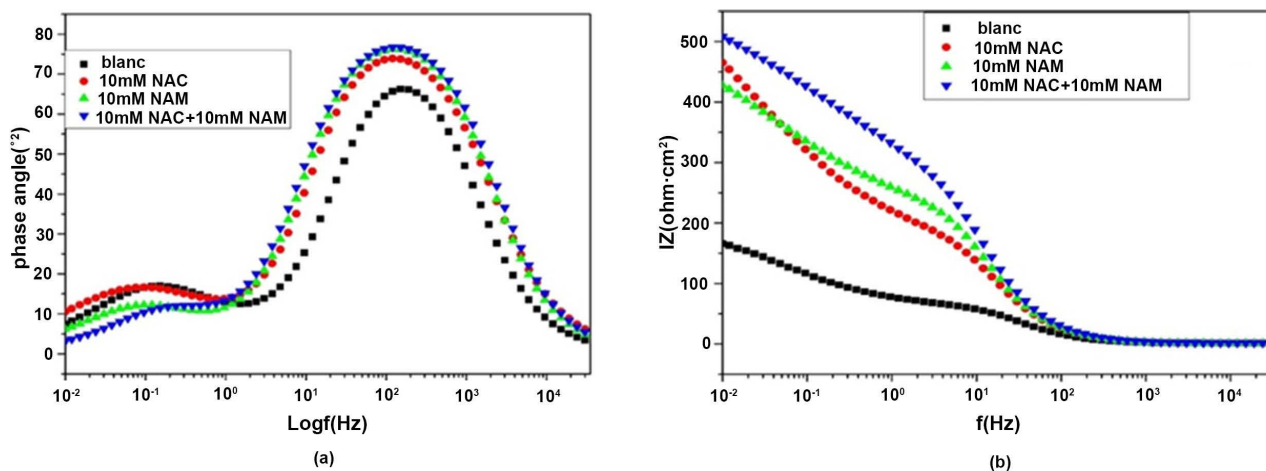 80
70
60
50
40
30
20
10
0
phase angle(°2)
blanc
10mM NAC
10mM NAM
10mM NAC+10mM NAM
10-2
10-1
100
101
102
103
104
Logf(Hz)
(a)
500
400
300
200
100
0
IZ(ohm·cm²)
blanc
10mM NAC
10mM NAM
10mM NAC+10mM NAM
10-2
10-1
100
101
102
103
104
f(Hz)
(b)